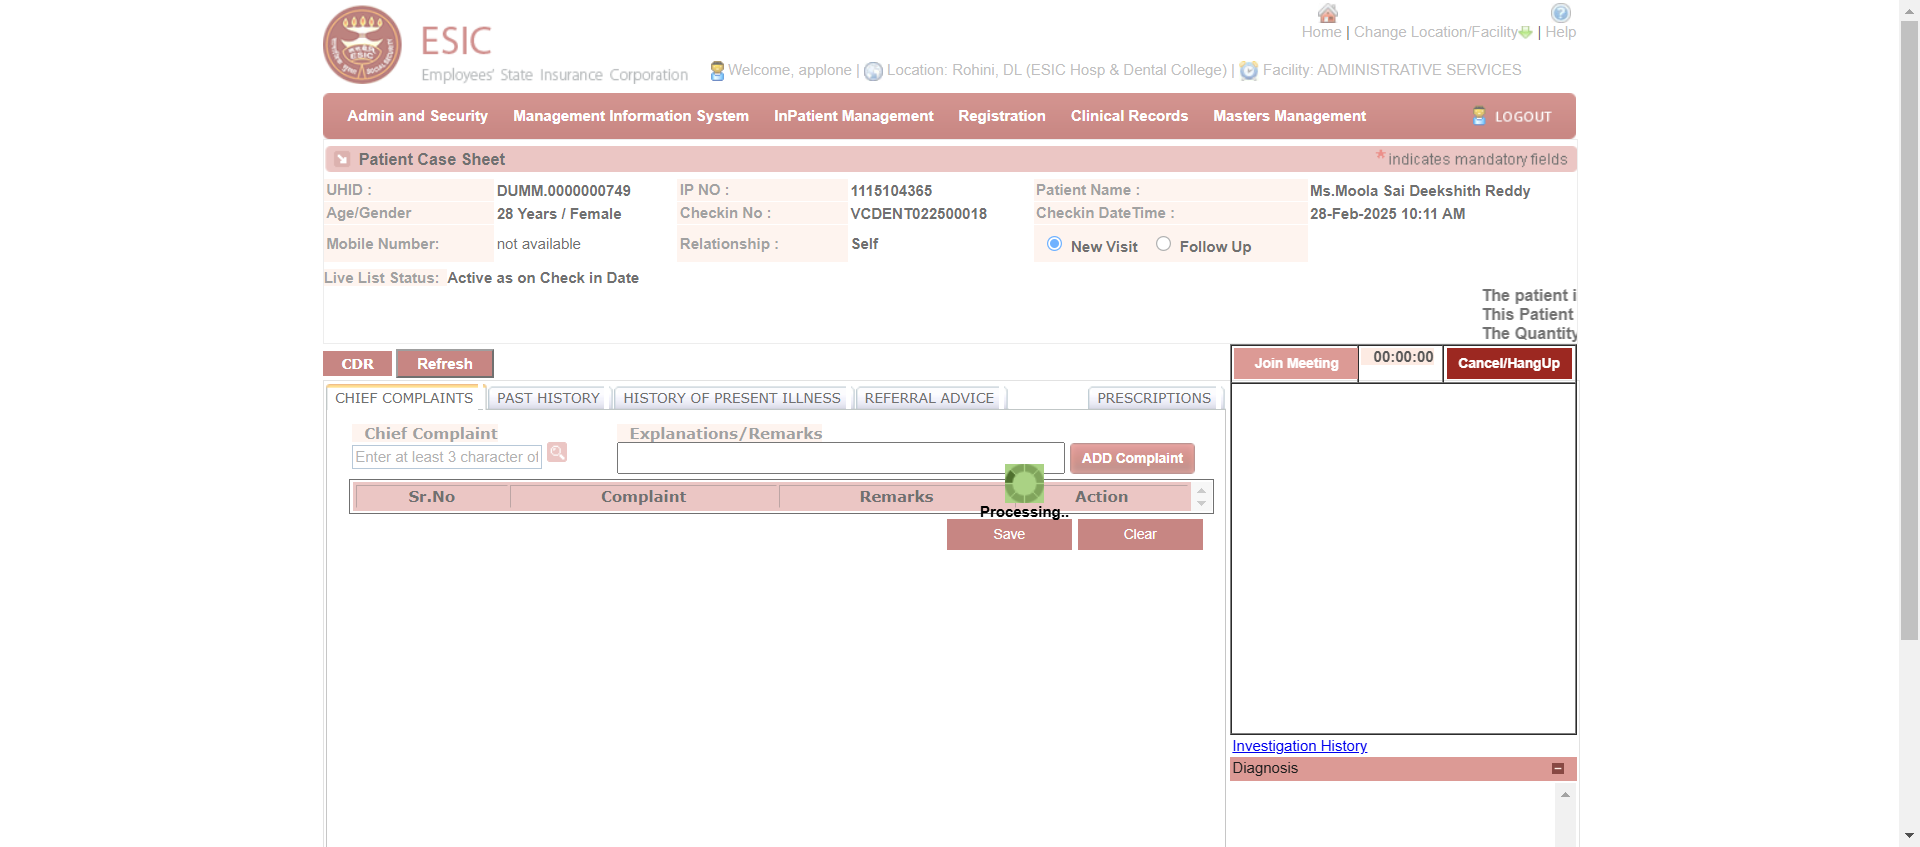 ESIC
Employees' State Insurance Corporation
Home | Change Location/Facility | Help
Welcome, applone | Location: Rohini, DL (ESIC Hosp & Dental College) | Facility: ADMINISTRATIVE SERVICES
Admin and Security Management Information System InPatient Management Registration Clinical Records Masters Management LOGOUT
Patient Case Sheet *indicates mandatory fields
UHID : DUMM.0000000749 IP NO : 1115104365 Patient Name : Ms.Moola Sai Deekshith Reddy
Age/Gender 28 Years / Female Checkin No : VCDENT022500018 Checkin DateTime : 28-Feb-2025 10:11 AM
Mobile Number: not available Relationship : Self New Visit Follow Up
Live List Status: Active as on Check in Date
The patient i
This Patient
The Quantity
CDR Refresh Join Meeting 00:00:00 Cancel/HangUp
CHIEF COMPLAINTS PAST HISTORY HISTORY OF PRESENT ILLNESS REFERRAL ADVICE PRESCRIPTIONS
Chief Complaint Explanations/Remarks
Enter at least 3 character of ADD Complaint
Sr.No Complaint Remarks Action
Processing..
Save Clear
Investigation History
Diagnosis